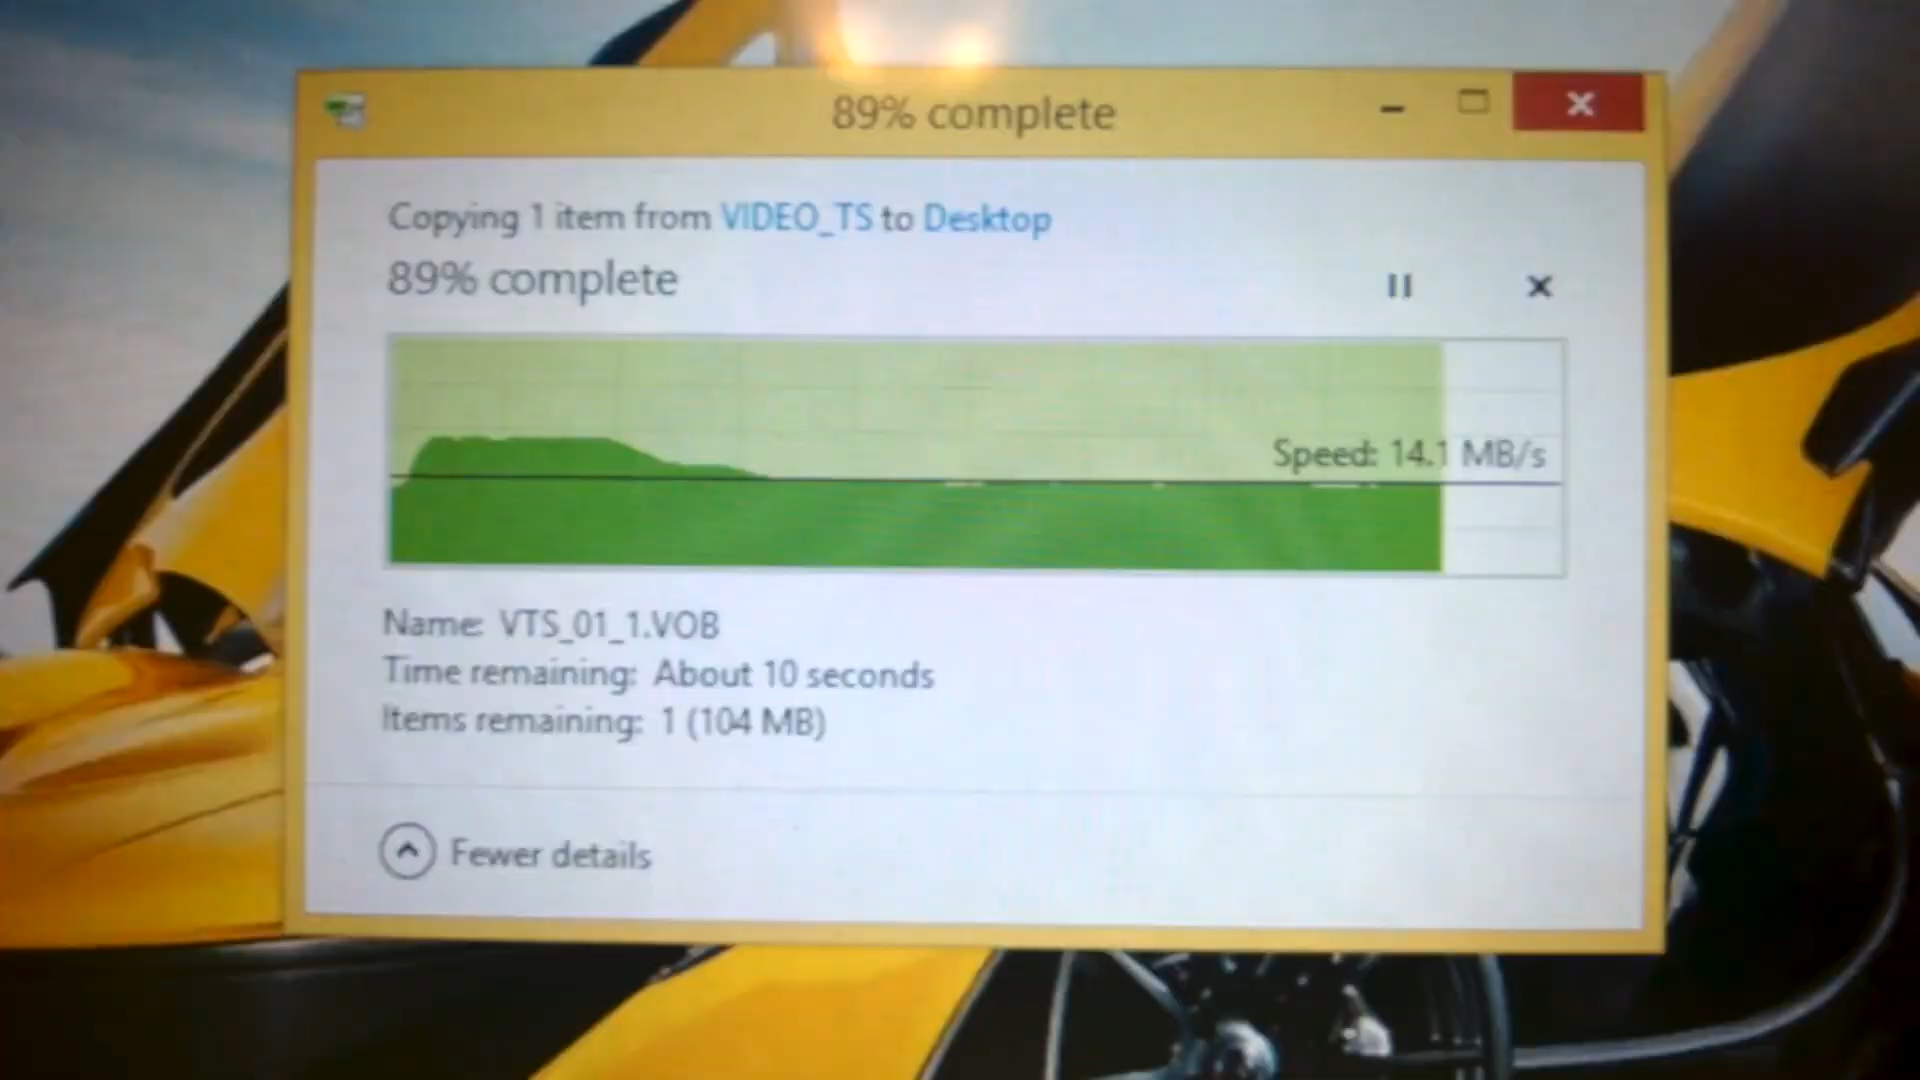 89% complete
Copying 1 item from VIDEO_TS to Desktop
89% complete
Speed: 14.1 MB/s
Name: VTS_01_1.VOB
Time remaining: About 10 seconds
Items remaining: 1 (104 MB)
Fewer details